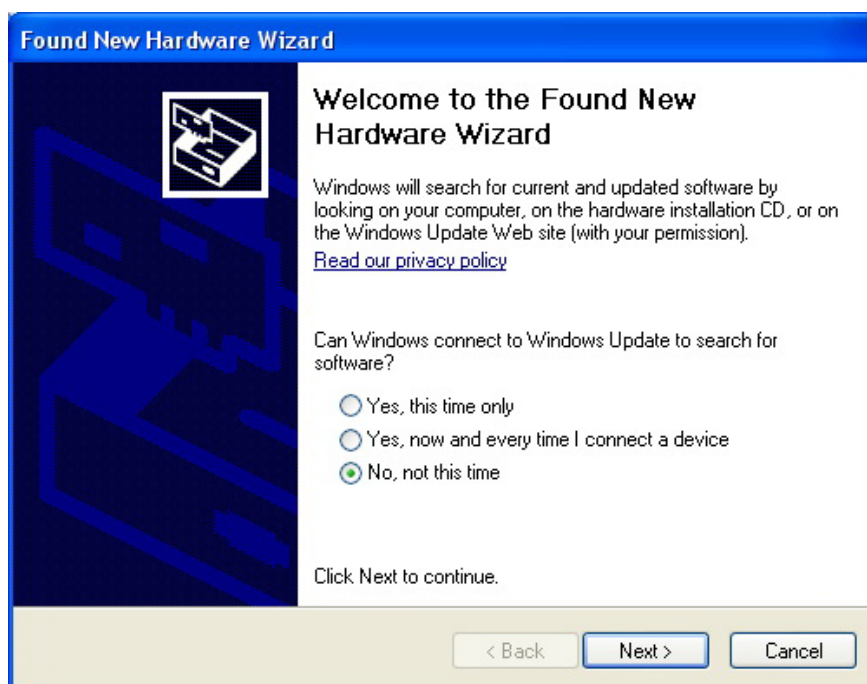 Found New Hardware Wizard
Welcome to the Found New
Hardware Wizard
Windows will search for current and updated software by
looking on your computer, on the hardware installation CD, or on
the Windows Update Web site (with your permission).
Read our privacy policy
Can Windows connect to Windows Update to search for
software?
Yes, this time only
Yes, now and every time I connect a device
No, not this time
Click Next to continue.
< Back
Next >
Cancel